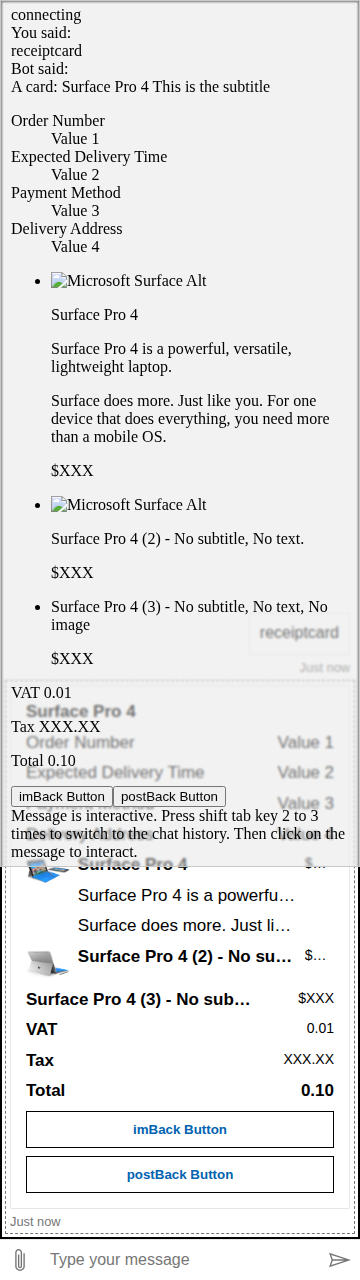 connecting
You said:
receiptcard
Bot said:
A card: Surface Pro 4 This is the subtitle
Order Number
Value 1
Expected Delivery Time
Value 2
Payment Method
Value 3
Delivery Address
Value 4
Microsoft Surface Alt
Surface Pro 4
Surface Pro 4 is a powerful, versatile,
lightweight laptop.
Surface does more. Just like you. For one
device that does everything, you need more
than a mobile OS.
$XXX
Microsoft Surface Alt
Surface Pro 4 (2) - No subtitle, No text.
$XXX
Surface Pro 4 (3) - No subtitle, No text, No
image
receiptcard
$XXX
Just now
VAT 0.01
Surface Pro 4
Tax XXX.XX
Order Number Value 1
Total 0.10
Expected Delivery Time Value 2
imBack Button postBack Button
Value 3
Message is interactive. Press shift tab key 2 to 3
times to switch to the chat history. Then click on the
message to interact.
Surface Pro 4 $…
Surface Pro 4 is a powerfu…
Surface does more. Just li…
Surface Pro 4 (2) - No su… $…
Surface Pro 4 (3) - No sub… $XXX
VAT 0.01
Tax XXX.XX
Total 0.10
imBack Button
postBack Button
Just now
Type your message